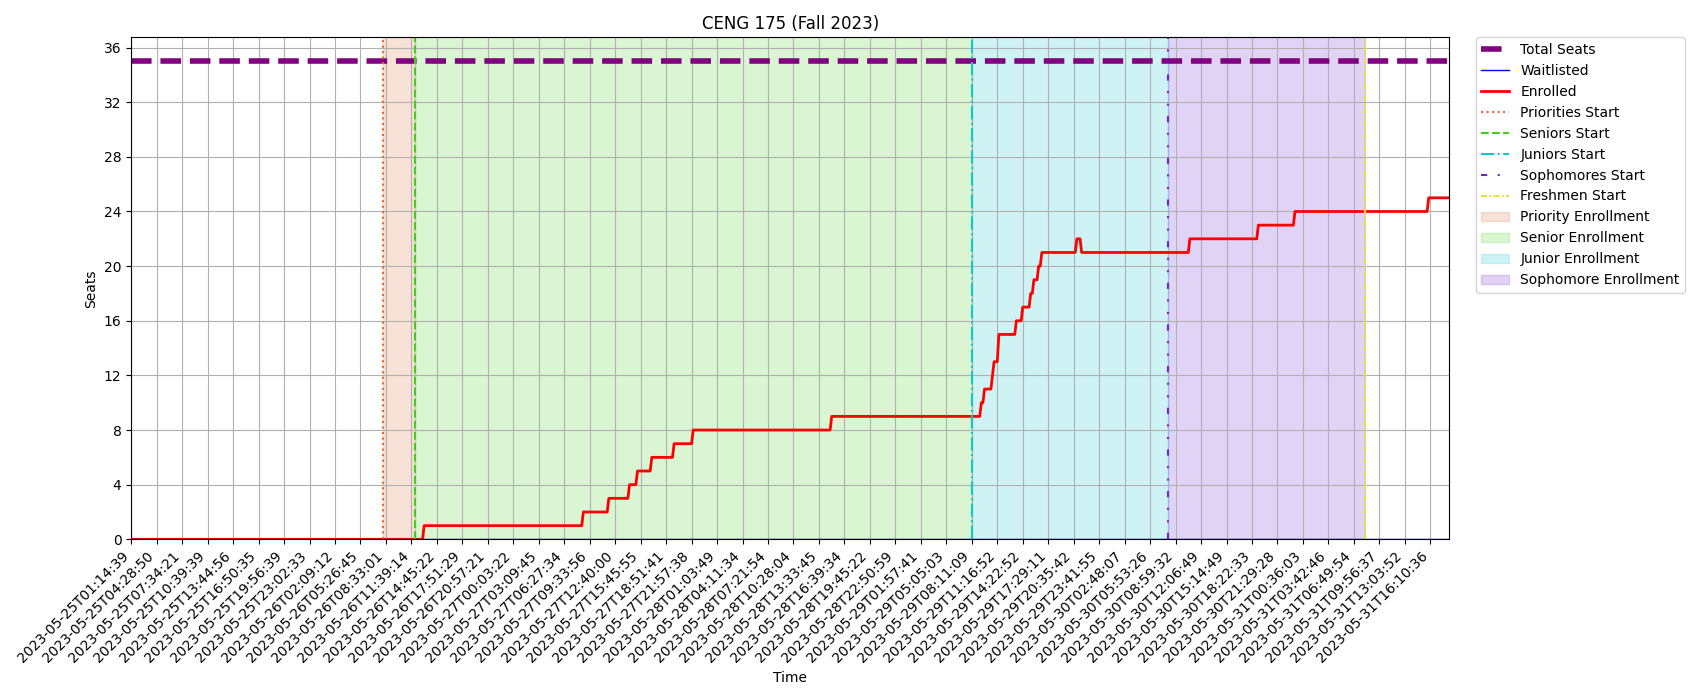 CENG 175 (Fall 2023)
36
32
28
24
20
16
12
8
4
0
Seats
2023-05-25T01:14:39
2023-05-25T04:28:50
2023-05-25T07:34:21
2023-05-25T10:39:39
2023-05-25T13:44:56
2023-05-25T16:50:35
2023-05-25T19:56:39
2023-05-25T23:02:33
2023-05-26T02:09:12
2023-05-26T05:26:45
2023-05-26T08:33:01
2023-05-26T11:39:14
2023-05-26T14:45:22
2023-05-26T17:51:29
2023-05-26T20:57:21
2023-05-27T00:03:22
2023-05-27T03:09:45
2023-05-27T06:27:34
2023-05-27T09:33:56
2023-05-27T12:40:00
2023-05-27T15:45:55
2023-05-27T18:51:41
2023-05-27T21:57:38
2023-05-28T01:03:49
2023-05-28T04:11:34
2023-05-28T07:21:54
2023-05-28T10:28:04
2023-05-28T13:33:45
2023-05-28T16:39:34
2023-05-28T19:45:22
2023-05-28T22:50:59
2023-05-29T01:57:41
2023-05-29T05:05:03
2023-05-29T08:11:09
2023-05-29T11:16:52
2023-05-29T14:22:52
2023-05-29T17:29:11
2023-05-29T20:35:42
2023-05-29T23:41:55
2023-05-30T02:48:07
2023-05-30T05:53:26
2023-05-30T08:59:32
2023-05-30T12:06:49
2023-05-30T15:14:49
2023-05-30T18:22:33
2023-05-30T21:29:28
2023-05-31T00:36:03
2023-05-31T03:42:46
2023-05-31T06:49:54
2023-05-31T09:56:37
2023-05-31T13:03:52
2023-05-31T16:10:36
Time
Total Seats
Waitlisted
Enrolled
Priorities Start
Seniors Start
Juniors Start
Sophomores Start
Freshmen Start
Priority Enrollment
Senior Enrollment
Junior Enrollment
Sophomore Enrollment